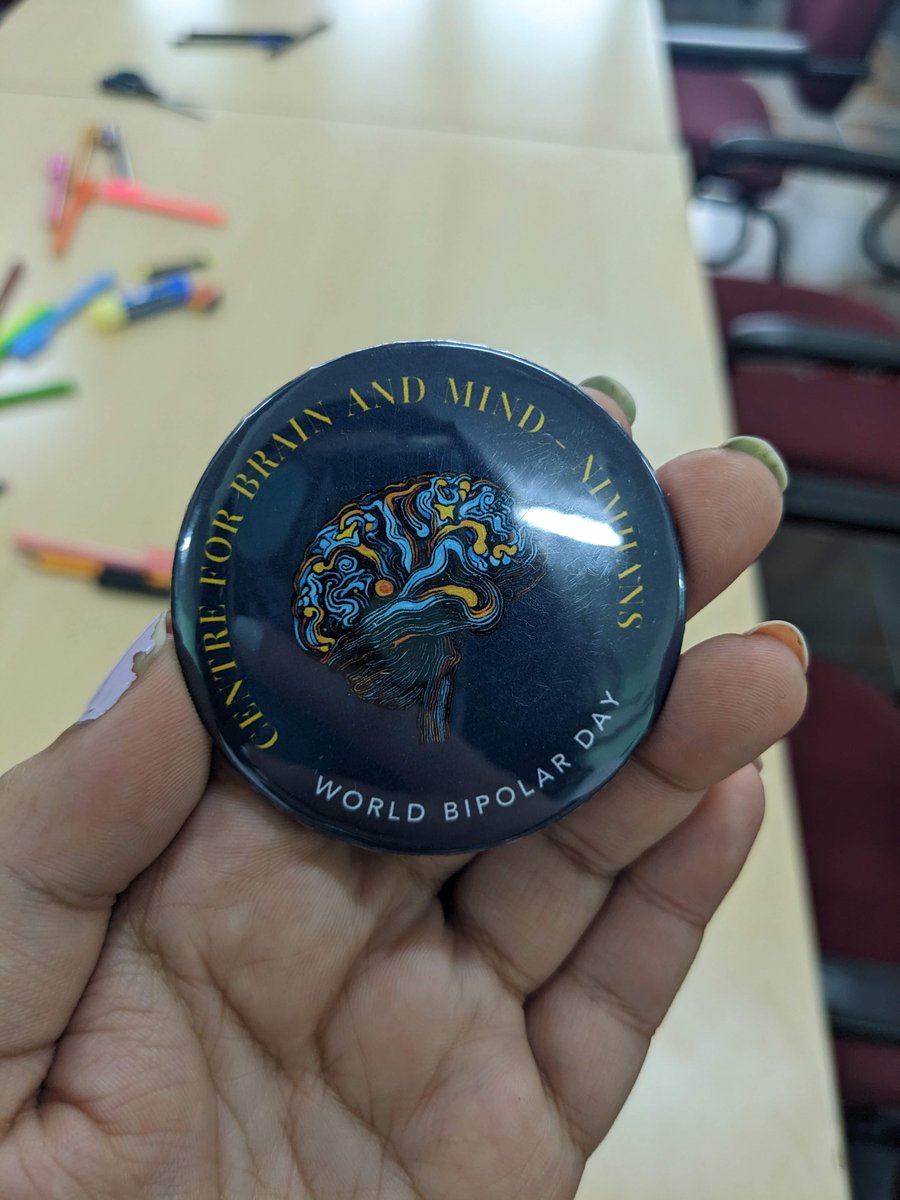 CENTRE FOR BRAIN AND MIND - NIMHANS
WORLD BIPOLAR DAY